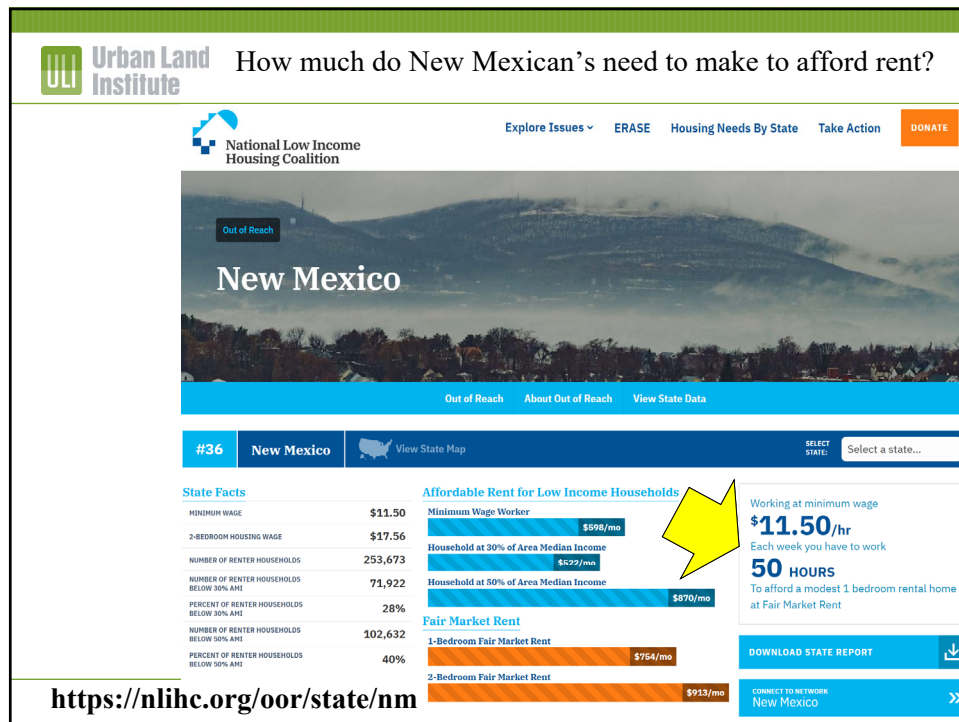 ULI
Urban Land
Institute
How much do New Mexican’s need to make to afford rent?
National Low Income
Housing Coalition
Explore Issues
ERASE
Housing Needs By State
Take Action
DONATE
Out of Reach
New Mexico
Out of Reach
About Out of Reach
View State Data
#36
New Mexico
View State Map
SELECT
STATE:
Select a state...
State Facts
MINIMUM WAGE $11.50
2-BEDROOM HOUSING WAGE $17.56
NUMBER OF RENTER HOUSEHOLDS 253,673
NUMBER OF RENTER HOUSEHOLDS
BELOW 30% AMI 71,922
PERCENT OF RENTER HOUSEHOLDS
BELOW 30% AMI 28%
NUMBER OF RENTER HOUSEHOLDS
BELOW 50% AMI 102,632
PERCENT OF RENTER HOUSEHOLDS
BELOW 50% AMI 40%
Affordable Rent for Low Income Households
Minimum Wage Worker
$598/mo
Household at 30% of Area Median Income
$522/mo
Household at 50% of Area Median Income
$870/mo
Fair Market Rent
1-Bedroom Fair Market Rent
$754/mo
2-Bedroom Fair Market Rent
$913/mo
Working at minimum wage
$11.50/hr
Each week you have to work
50 HOURS
To afford a modest 1 bedroom rental home
at Fair Market Rent
DOWNLOAD STATE REPORT
CONNECT TO NETWORK
New Mexico
https://nlihc.org/oor/state/nm